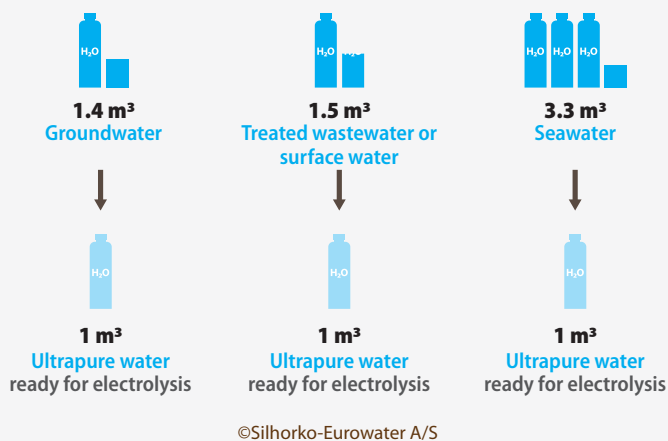 H₂O
H₂O
H₂O H₂O H₂O
1.4 m³
Groundwater
1.5 m³
Treated wastewater or
surface water
3.3 m³
Seawater
H₂O
H₂O
H₂O
1 m³
Ultrapure water
ready for electrolysis
1 m³
Ultrapure water
ready for electrolysis
1 m³
Ultrapure water
ready for electrolysis
©Silhorko-Eurowater A/S